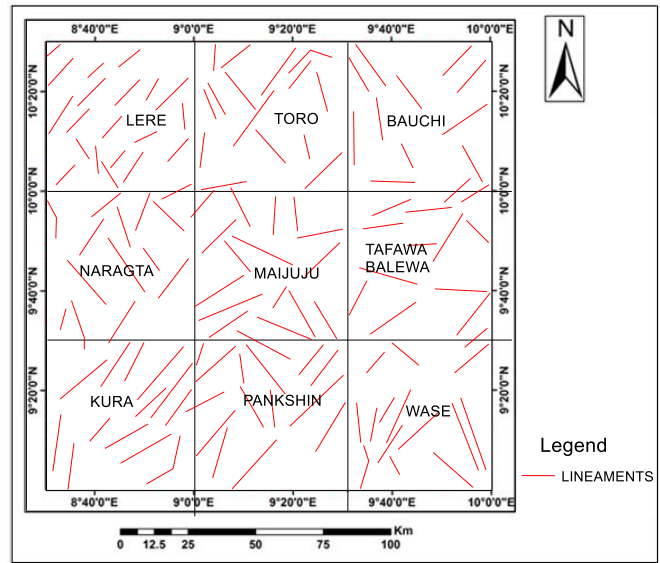 8°40'0"E 9°0'0"E 9°20'0"E 9°40'0"E 10°0'0"E
N
10°20'0"N 10°20'0"N
LERE TORO BAUCHI
10°0'0"N 10°0'0"N
NARAGTA MAIJUJU TAFAWA
BALEWA
9°40'0"N 9°40'0"N
9°20'0"N 9°20'0"N
KURA PANKSHIN WASE
Legend
LINEAMENTS
8°40'0"E 9°0'0"E 9°20'0"E 9°40'0"E 10°0'0"E
Km
0 12.5 25 50 75 100